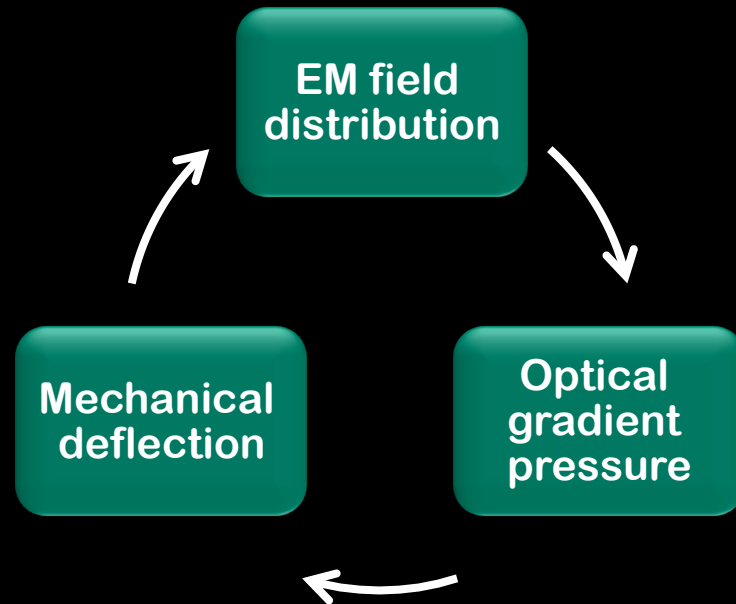 EM field
distribution
Mechanical
deflection
Optical
gradient
pressure